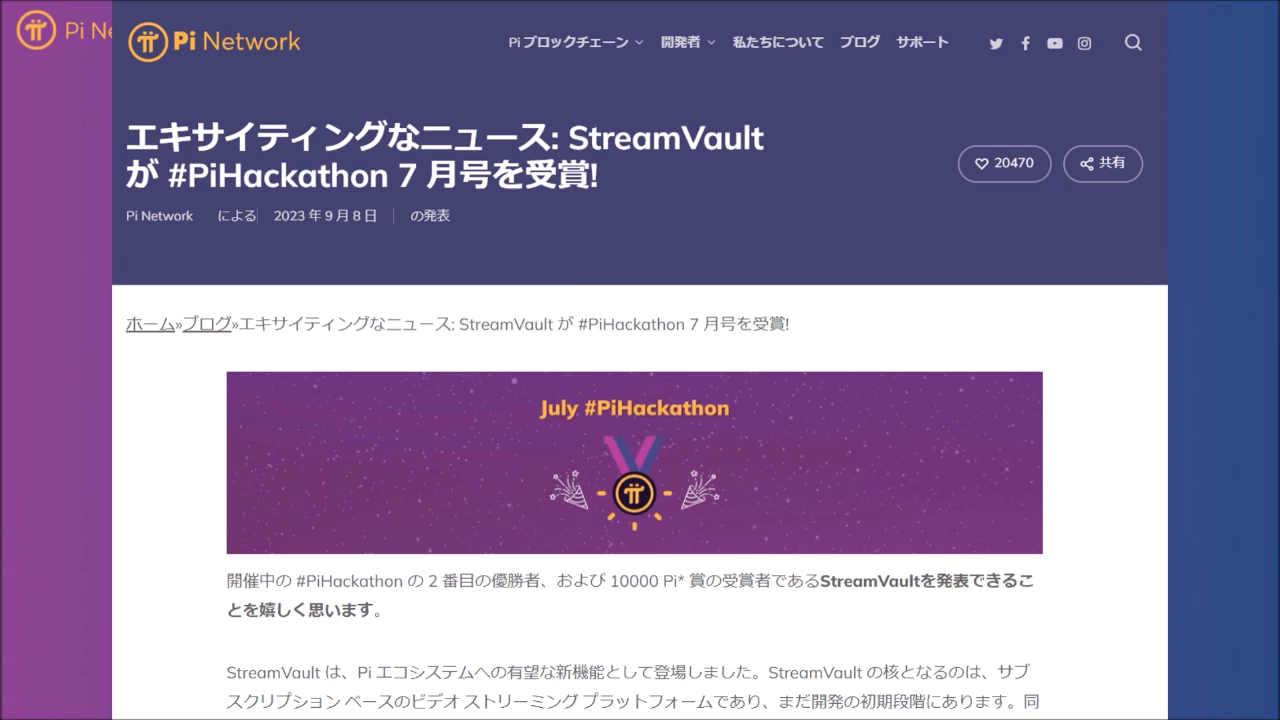 Pi Ne
Pi Network
Pi ブロックチェーン 開発者 私たちについて ブログ サポート
エキサイティングなニュース: StreamVault
が #PiHackathon 7 月号を受賞!
20470 共有
Pi Network による 2023 年 9 月 8 日 の発表
ホーム»ブログ»エキサイティングなニュース: StreamVault が #PiHackathon 7 月号を受賞!
July #PiHackathon
開催中の #PiHackathon の 2 番目の優勝者、および 10000 Pi* 賞の受賞者であるStreamVaultを発表できるこ
とを嬉しく思います。
StreamVault は、Pi エコシステムへの有望な新機能として登場しました。StreamVault の核となるのは、サブ
スクリプション ベースのビデオ ストリーミング プラットフォームであり、まだ開発の初期段階にあります。同